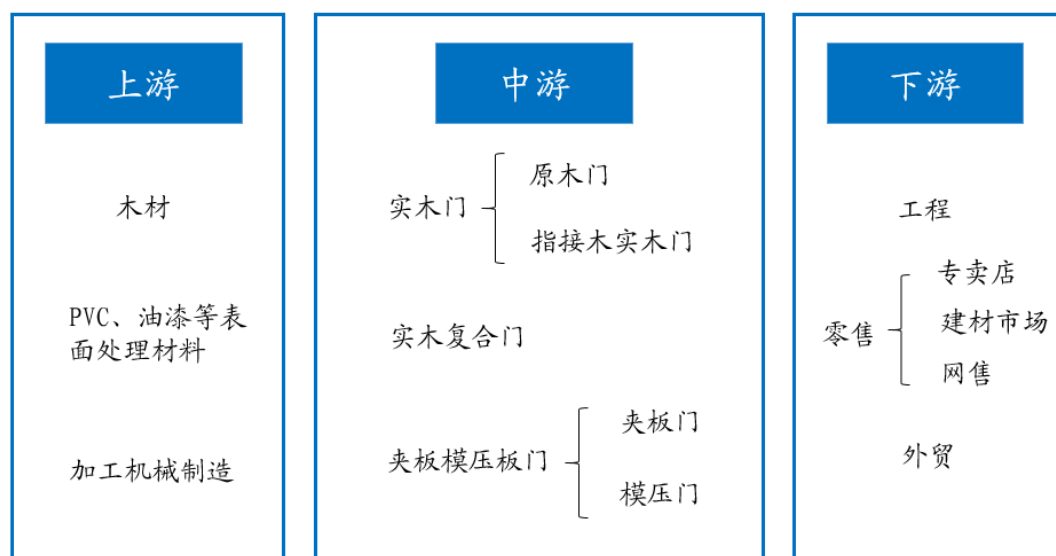 上游
木材
PVC、油漆等表
面处理材料
加工机械制造
中游
实木门
原木门
指接木实木门
实木复合门
夹板模压板门
夹板门
模压门
下游
工程
零售
专卖店
建材市场
网售
外贸